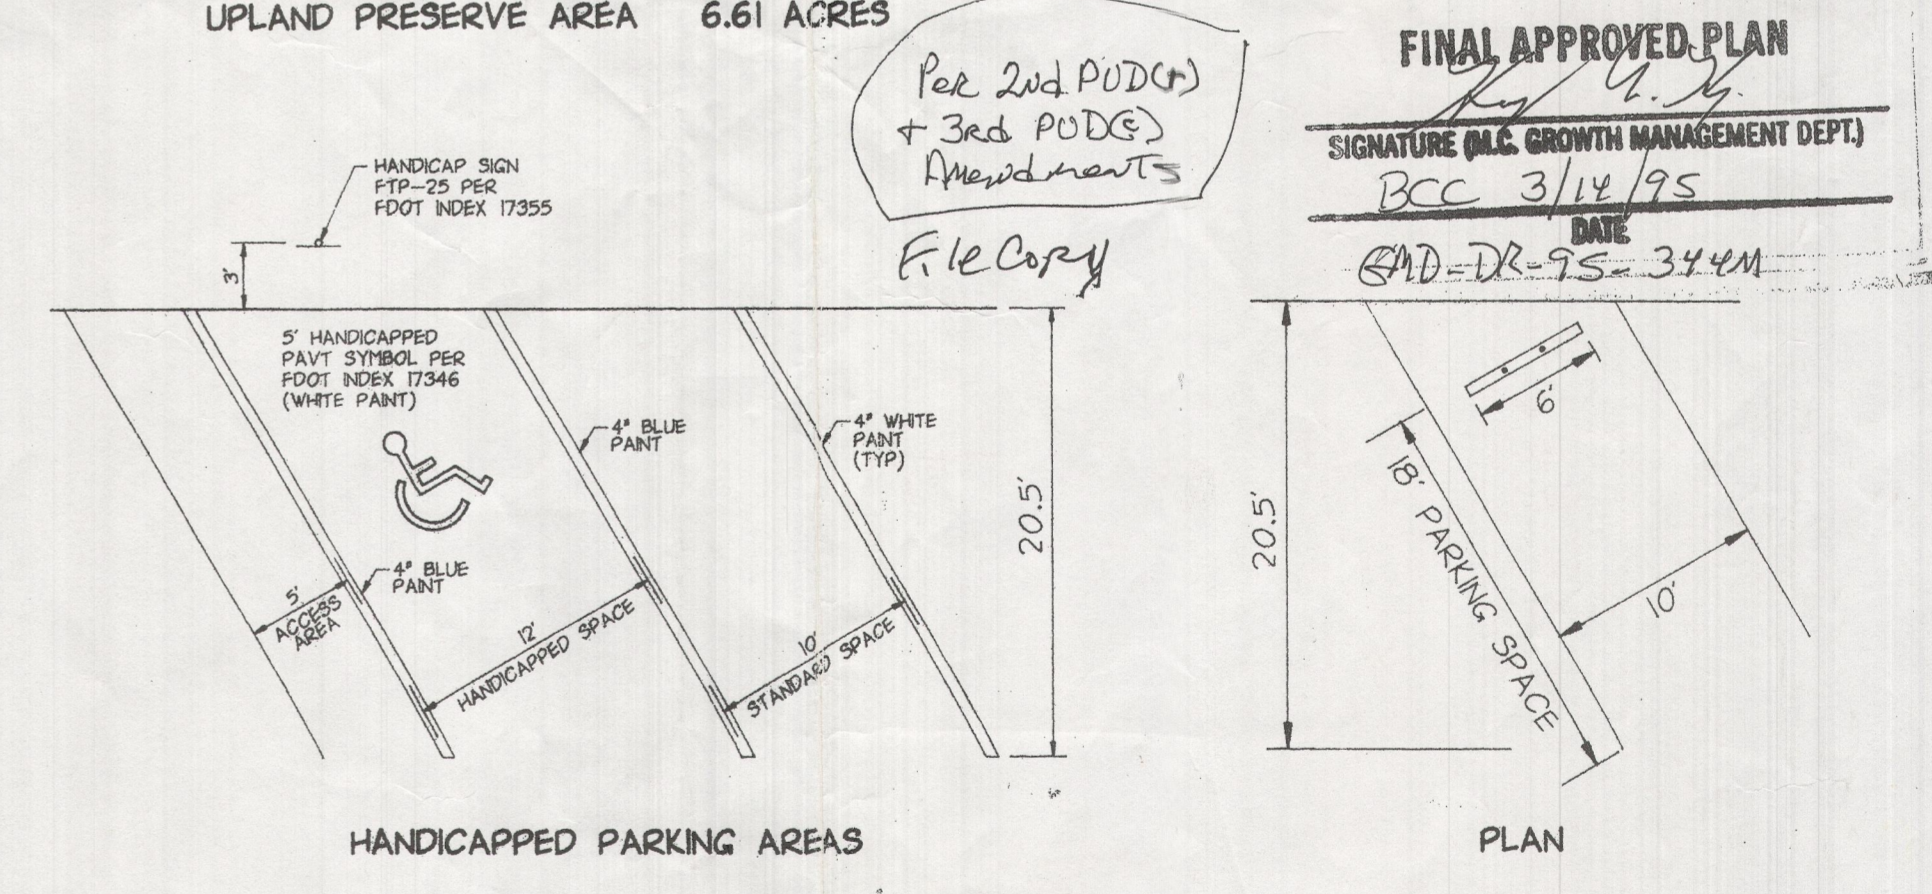 UPLAND PRESERVE AREA 6.61 ACRES
Per 2nd PUD(r)
+ 3rd PUD(s)
Amendments
File Copy
FINAL APPROVED PLAN
SIGNATURE (M.C. GROWTH MANAGEMENT DEPT.)
BCC 3/14/95
DATE
GMD-DR-95-344M
HANDICAP SIGN
FTP-25 PER
FDOT INDEX 17355
3'
5' HANDICAPPED
PAVT SYMBOL PER
FDOT INDEX 17346
(WHITE PAINT)
4" BLUE
PAINT
4" WHITE
PAINT
(TYP)
4" BLUE
PAINT
5'
ACCESS
AREA
12'
HANDICAPPED SPACE
10'
STANDARD SPACE
20.5'
HANDICAPPED PARKING AREAS
20.5'
6'
18' PARKING SPACE
10'
PLAN